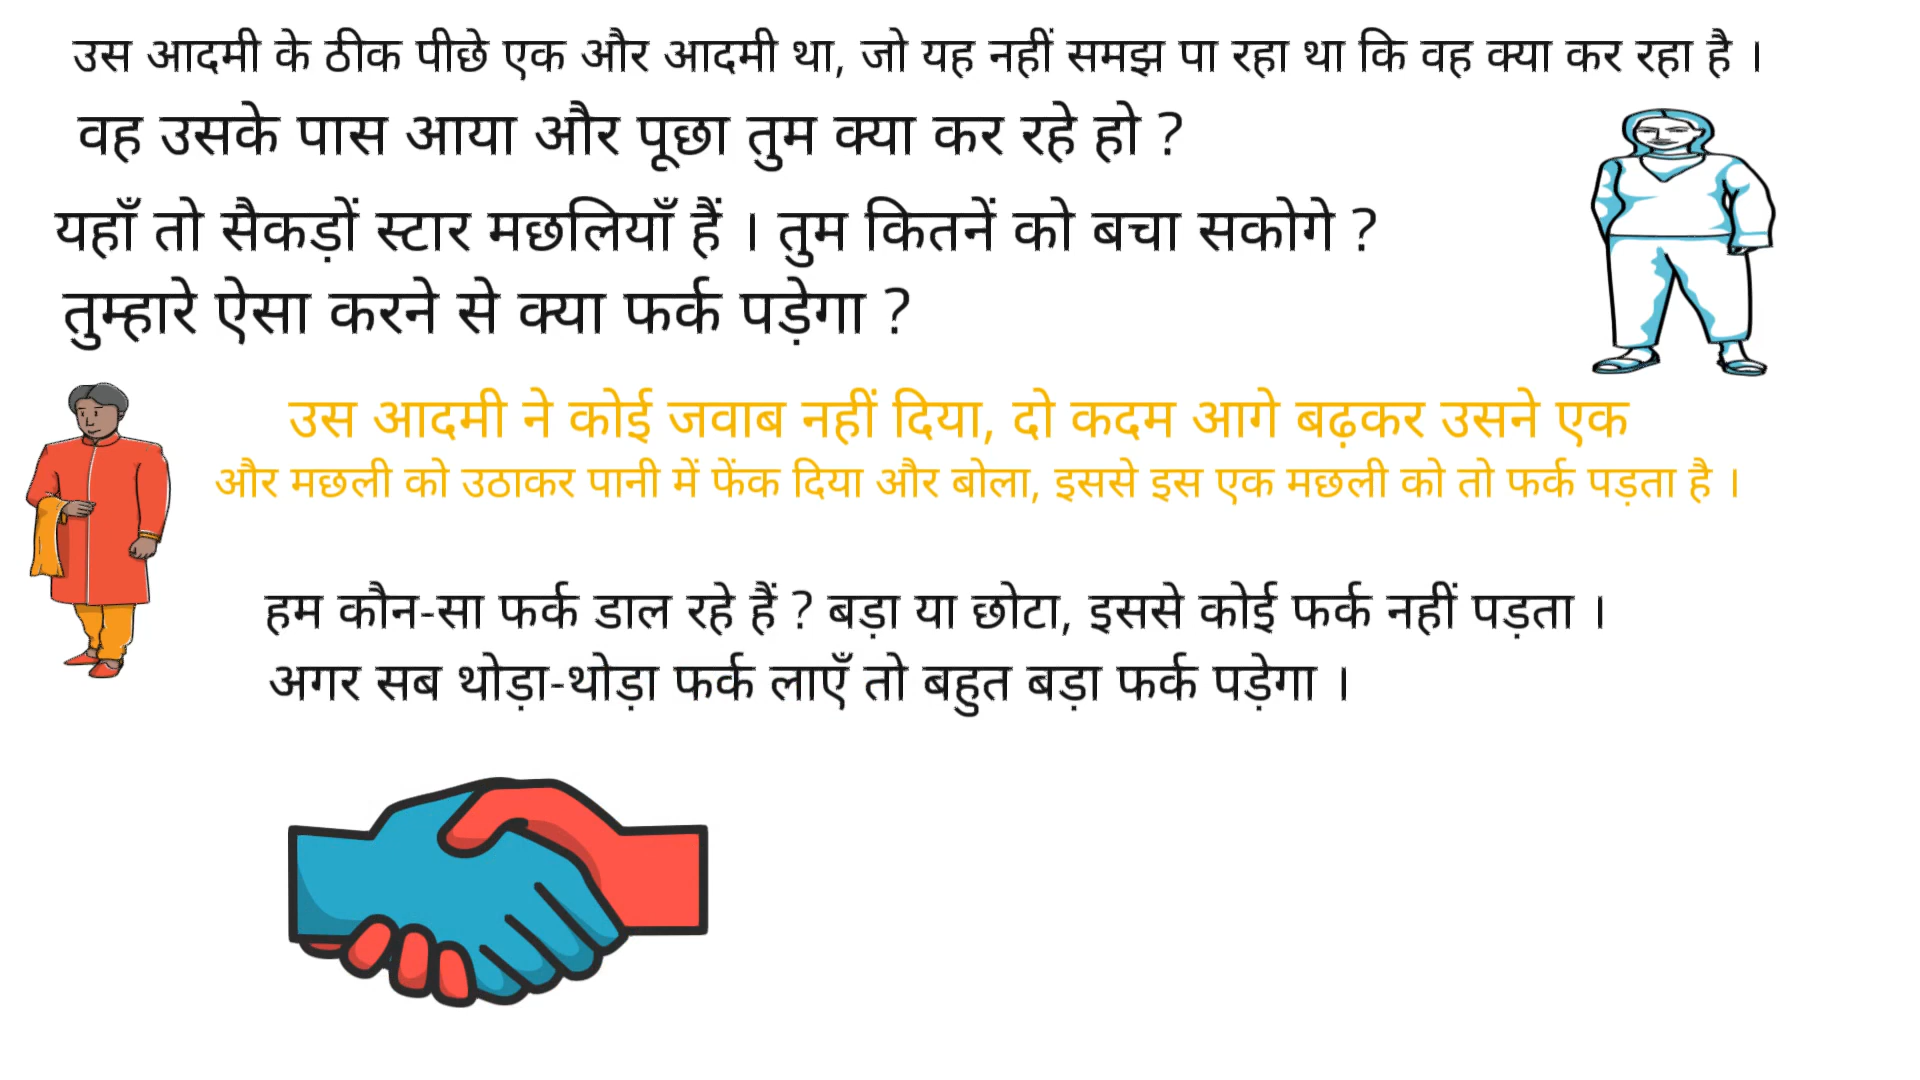 उस आदमी के ठीक पीछे एक और आदमी था, जो यह नहीं समझ पा रहा था कि वह क्या कर रहा है ।
वह उसके पास आया और पूछा तुम क्या कर रहे हो ?
यहाँ तो सैकड़ों स्टार मछलियाँ हैं । तुम कितनें को बचा सकोगे ?
तुम्हारे ऐसा करने से क्या फर्क पड़ेगा ?
उस आदमी ने कोई जवाब नहीं दिया, दो कदम आगे बढ़कर उसने एक
और मछली को उठाकर पानी में फेंक दिया और बोला, इससे इस एक मछली को तो फर्क पड़ता है ।
हम कौन-सा फर्क डाल रहे हैं ? बड़ा या छोटा, इससे कोई फर्क नहीं पड़ता ।
अगर सब थोड़ा-थोड़ा फर्क लाएँ तो बहुत बड़ा फर्क पड़ेगा ।